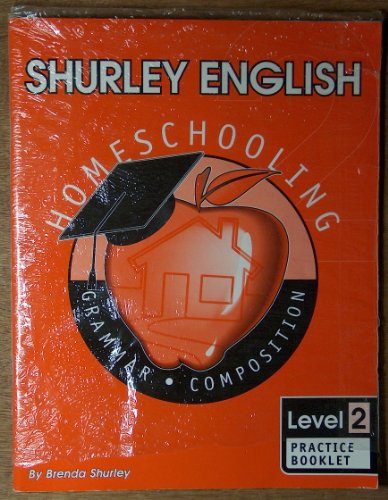 SHURLEY ENGLISH
HOMESCHOOLING
GRAMMAR • COMPOSITION
Level 2
PRACTICE
BOOKLET
By Brenda Shurley